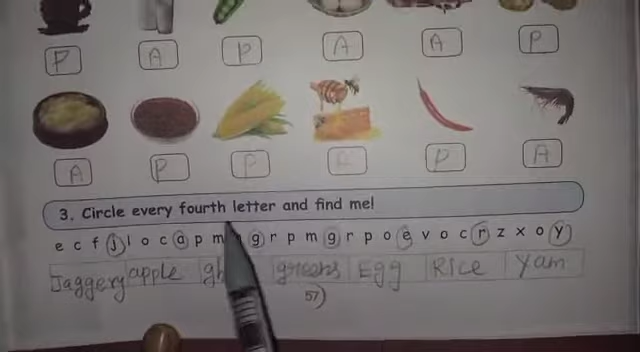 P A P A A P
A P P P A
3. Circle every fourth letter and find me!
e c f j l o c a p m g r p m g r p o e v o c r z x o y
Jaggery apple greens Egg Rice Yam
57